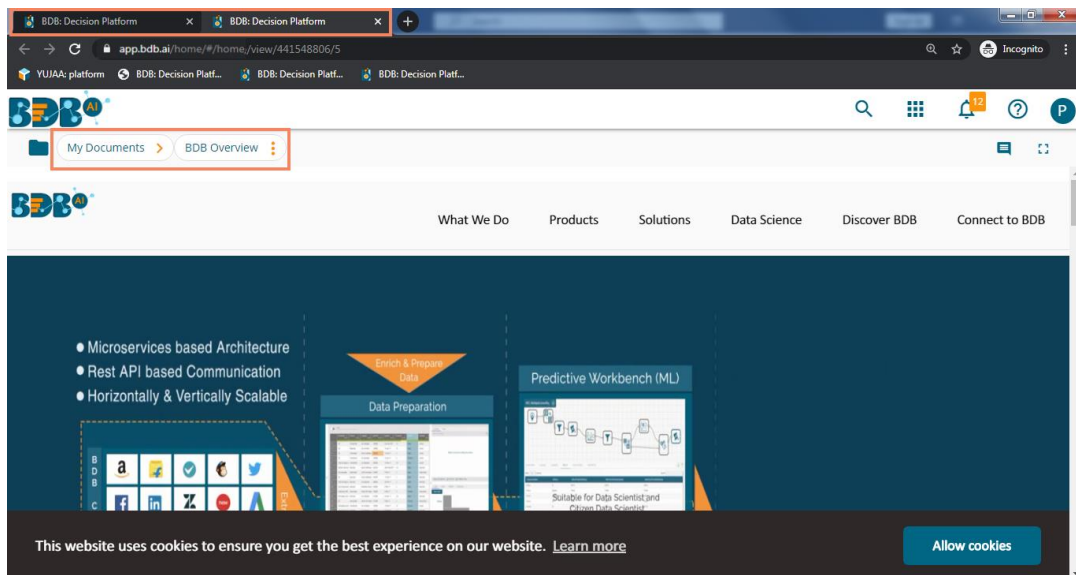 BDB: Decision Platform
BDB: Decision Platform
app.bdb.ai/home/#/home,/view/441548806/5
Incognito
YUJAA: platform
BDB: Decision Platf...
BDB: Decision Platf...
BDB: Decision Platf...
BDB AI
12
P
My Documents
BDB Overview
BDB AI
What We Do
Products
Solutions
Data Science
Discover BDB
Connect to BDB
Microservices based Architecture
Rest API based Communication
Horizontally & Vertically Scalable
Enrich & Prepare
Data
Data Preparation
Predictive Workbench (ML)
Suitable for Data Scientist and
Citizen Data Scientist
B
D
B
C
This website uses cookies to ensure you get the best experience on our website. Learn more
Allow cookies